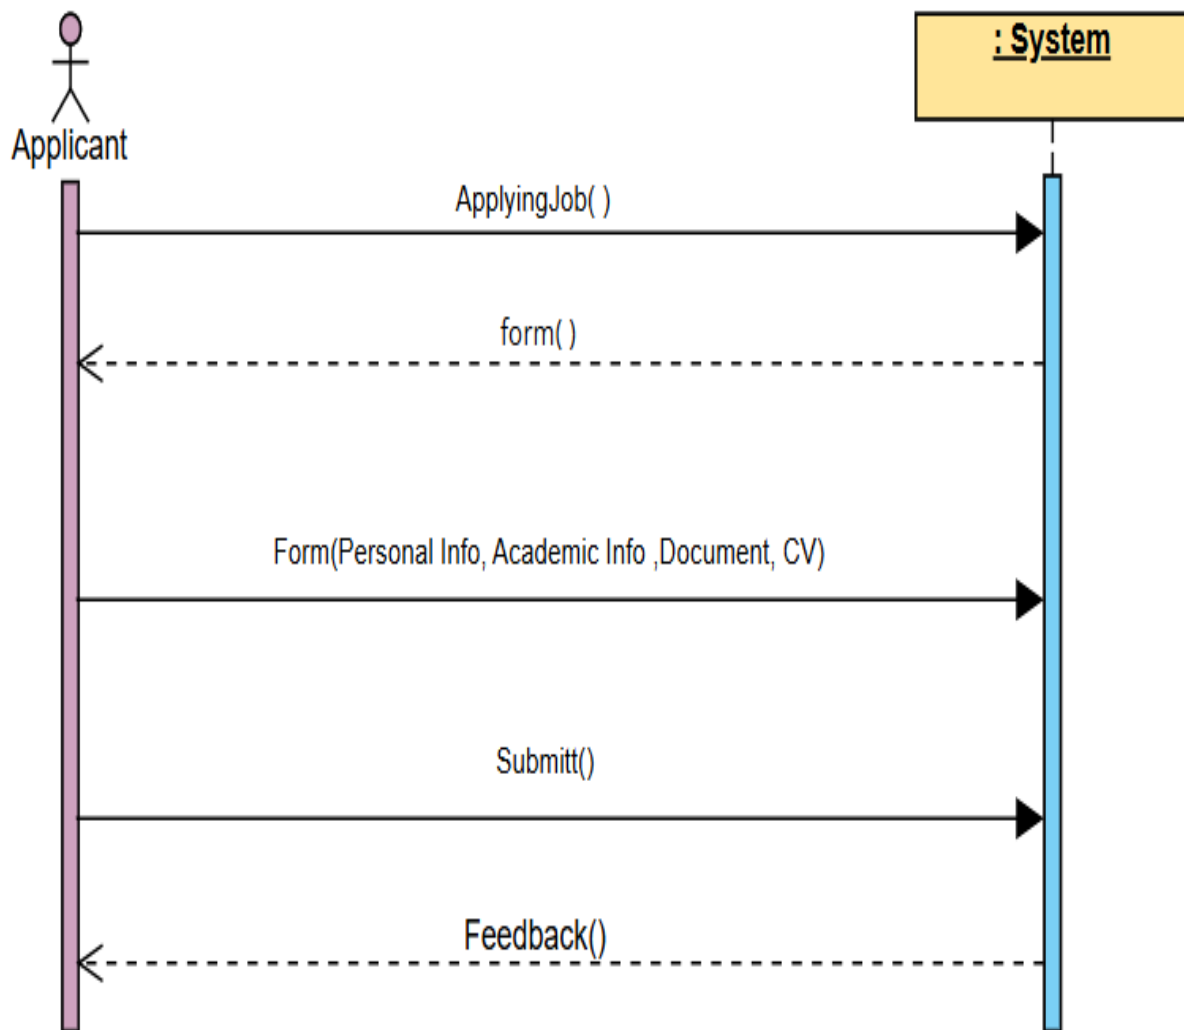 : System
Applicant
ApplyingJob( )
form( )
Form(Personal Info, Academic Info ,Document, CV)
Submitt()
Feedback()